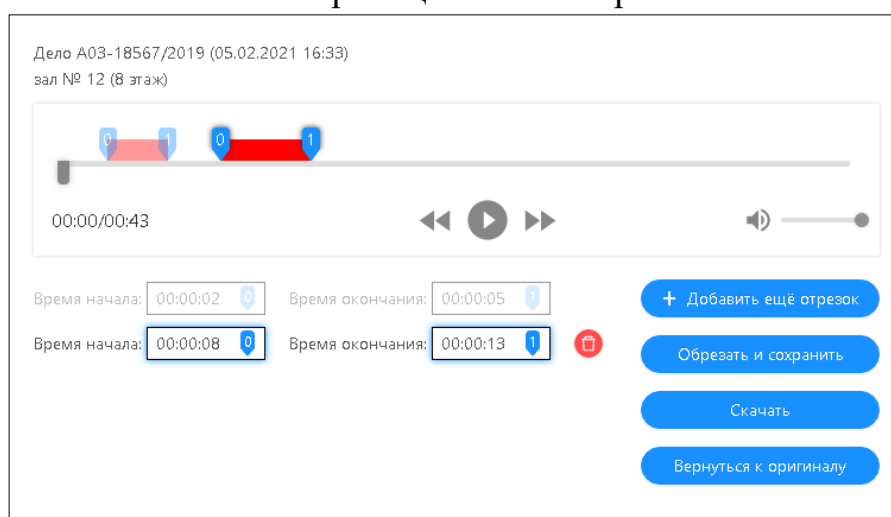 Дело А03-18567/2019 (05.02.2021 16:33)
зал № 12 (8 этаж)
0 1 0 1
00:00/00:43
Время начала: 00:00:02 0 Время окончания: 00:00:05 1
+ Добавить ещё отрезок
Время начала: 00:00:08 0 Время окончания: 00:00:13 1
Обрезать и сохранить
Скачать
Вернуться к оригиналу